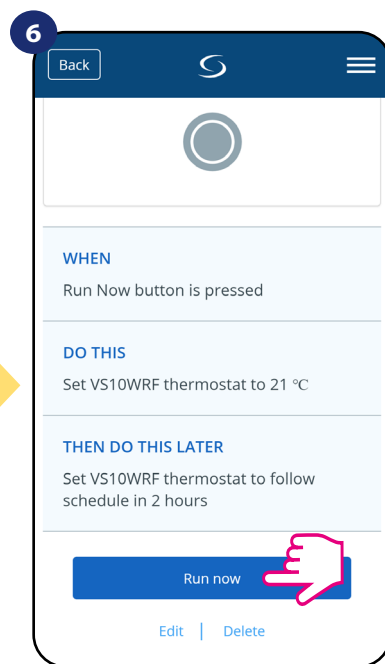 6
Back
WHEN
Run Now button is pressed
DO THIS
Set VS10WRF thermostat to 21 °C
THEN DO THIS LATER
Set VS10WRF thermostat to follow
schedule in 2 hours
Run now
Edit | Delete